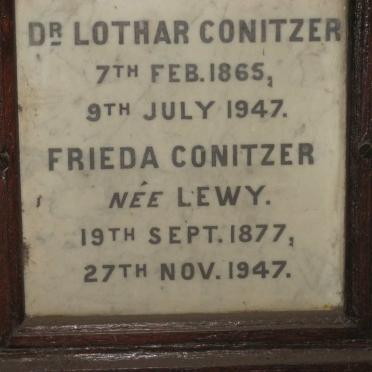 DR LOTHAR CONITZER
7TH FEB. 1865,
9TH JULY 1947.
FRIEDA CONITZER
NÉE LEWY.
19TH SEPT. 1877,
27TH NOV. 1947.